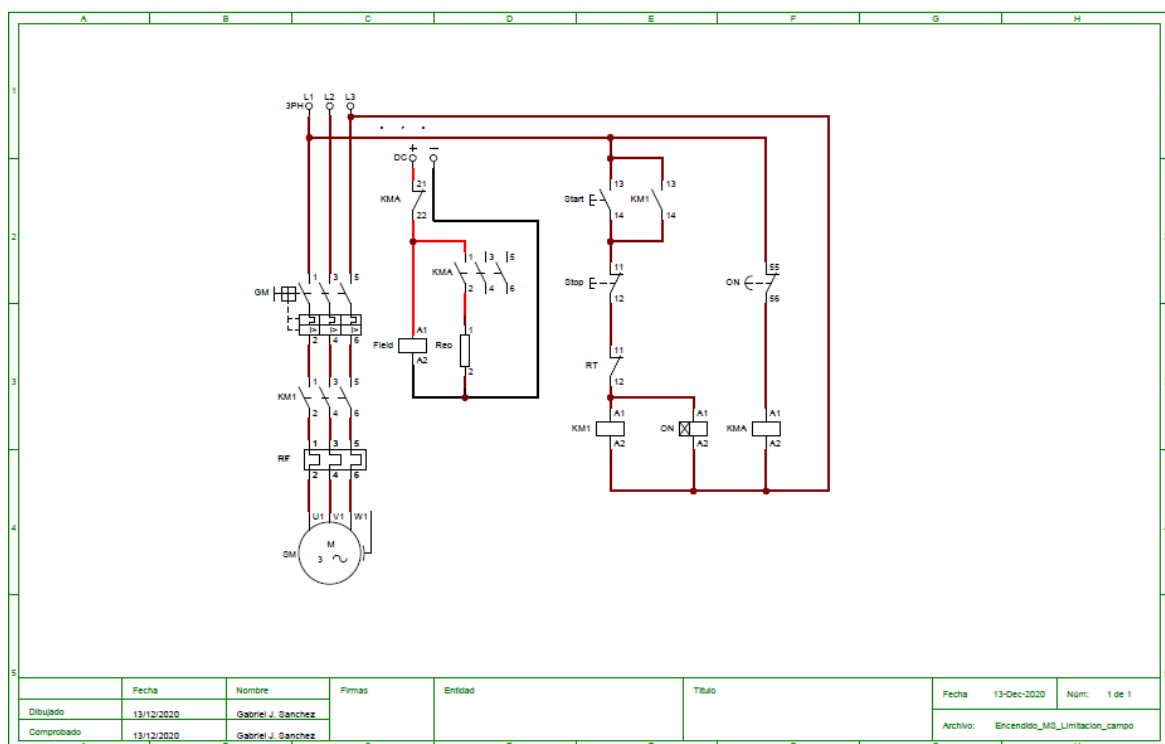 A B C D E F G H
1
L1 L2 L3
3PH
+ −
DC
21
KMA
22
13 13
Start KM1
14 14
2
1 3 5
KMA
2 4 6
11 55
Stop ON
12 56
1 3 5
GM
I> I> I>
2 4 6
A1 1
Field Reo
A2 2
11
RT
12
3
1 3 5
KM1
2 4 6
A1 A1 A1
KM1 ON KMA
A2 A2 A2
1 3 5
2 4 6
4
U1 V1 W1
M
SM 3
5
Fecha Nombre Firmas Entidad Título
Fecha 13-Dec-2020 Núm: 1 de 1
Dibujado 13/12/2020 Gabriel J. Sanchez
Comprobado 13/12/2020 Gabriel J. Sanchez
Archivo: Encendido_MS_Limitacion_campo